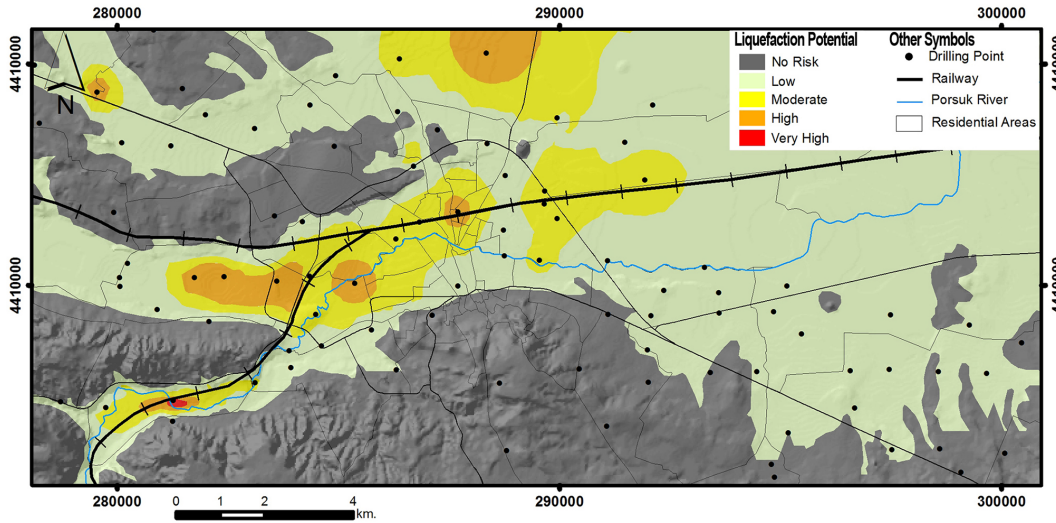 280000 290000 300000
4410000 4410000
Liquefaction Potential
No Risk
Low
Moderate
High
Very High
Other Symbols
Drilling Point
Railway
Porsuk River
Residential Areas
N
4410000 4410000
280000 290000 300000
0 1 2 4
km.